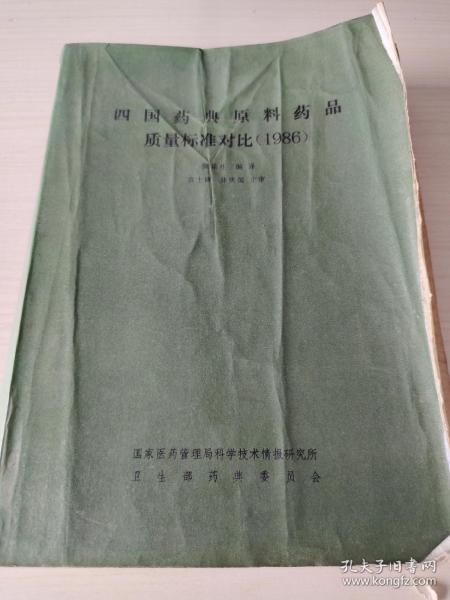 四国药典原料药品
质量标准对比(1986)
编译
国家医药管理局科学技术情报研究所
卫生部药典委员会
孔夫子旧书网
www.kongfz.com